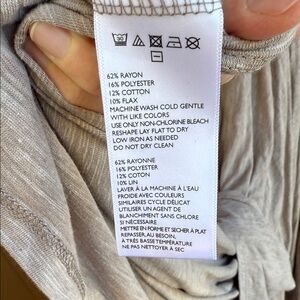 62% RAYON
16% POLYESTER
12% COTTON
10% FLAX
MACHINE WASH COLD GENTLE
WITH LIKE COLORS
USE ONLY NON-CHLORINE BLEACH
RESHAPE LAY FLAT TO DRY
LOW IRON AS NEEDED
DO NOT DRY CLEAN
62% RAYONNE
16% POLYESTER
12% COTON
10% LIN
LAVER À LA MACHINE À L'EAU
FROIDE AVEC COULEURS
SIMILAIRES CYCLE DÉLICAT
UTILISER UN AGENT DE
BLANCHIMENT SANS CHLORE
SI NÉCESSAIRE
METTRE EN FORME ET SÉCHER À PLAT
REPASSER, AU BESOIN,
À TRÈS BASSE TEMPÉRATURE
NE PAS NETTOYER À SEC